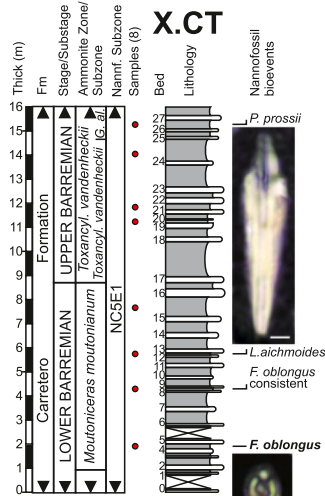 X.CT
Thick (m)
Fm
Stage/Substage
Ammonite Zone/
Subzone
Nannf. Subzone
Samples (8)
Bed
Lithology
Nannofossil
bioevents
16
15
14
13
12
11
10
9
8
7
6
5
4
3
2
1
0
Carretero Formation
LOWER BARREMIAN
UPPER BARREMIAN
Moutoniceras moutonianum
Toxancyl. vandenheckii
Toxancyl. vandenheckii
G. al.
NC5E1
27
26
25
24
23
22
21
20
19
18
17
16
15
14
13
12
11
10
9
8
7
6
5
4
2
1
0
P. prossii
L.aichmoides
F. oblongus
consistent
F. oblongus